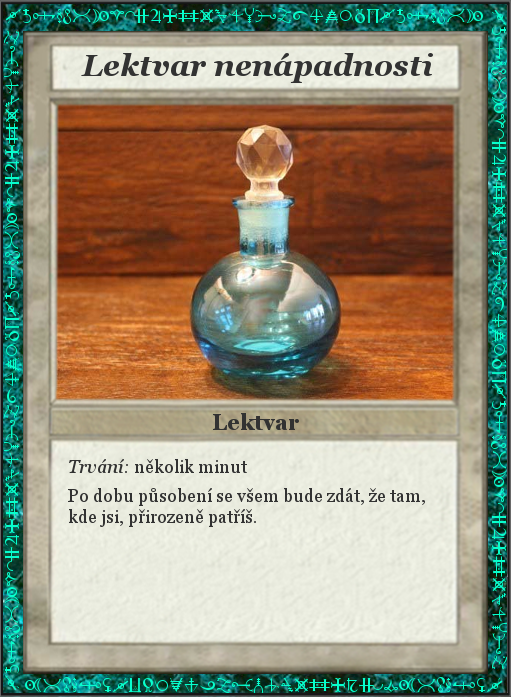 Lektvar nenápadnosti
Lektvar
Trvání: několik minut
Po dobu působení se všem bude zdát, že tam,
kde jsi, přirozeně patříš.